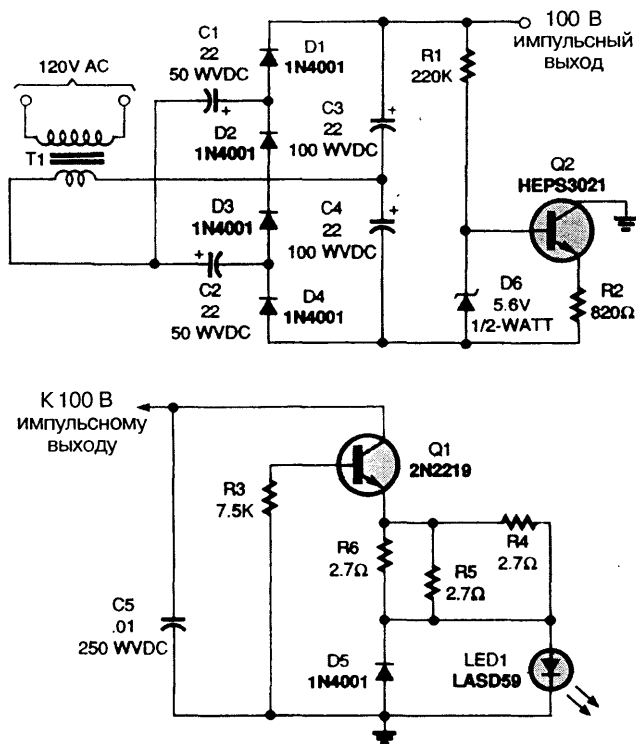 100 В
импульсный
выход
C1
22
50 WVDC
D1
1N4001
R1
220K
120V AC
T1
D2
1N4001
C3
22
100 WVDC
Q2
HEPS3021
D3
1N4001
C4
22
100 WVDC
C2
22
50 WVDC
D4
1N4001
D6
5.6V
1/2-WATT
R2
820Ω
К 100 В
импульсному
выходу
Q1
2N2219
R3
7.5K
R6
2.7Ω
R5
2.7Ω
R4
2.7Ω
C5
.01
250 WVDC
D5
1N4001
LED1
LASD59
+
+
+
+